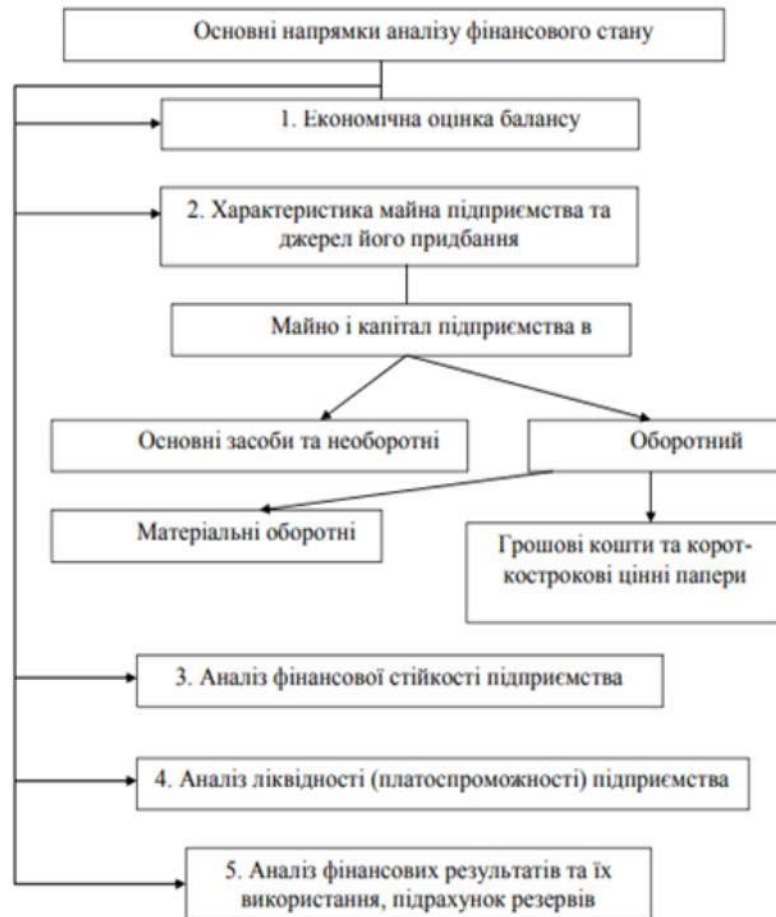 Основні напрямки аналізу фінансового стану
1. Економічна оцінка балансу
2. Характеристика майна підприємства та
джерел його придбання
Майно і капітал підприємства в
Основні засоби та необоротні
Оборотний
Матеріальні оборотні
Грошові кошти та корот-
кострокові цінні папери
3. Аналіз фінансової стійкості підприємства
4. Аналіз ліквідності (платоспроможності) підприємства
5. Аналіз фінансових результатів та їх
використання, підрахунок резервів